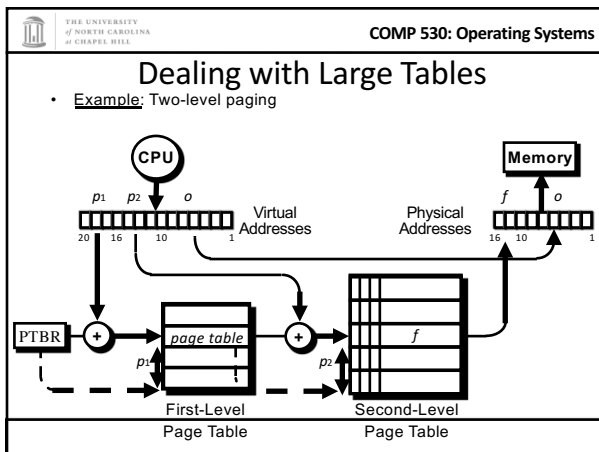 THE UNIVERSITY
of NORTH CAROLINA
at CHAPEL HILL
COMP 530: Operating Systems
Dealing with Large Tables
• Example: Two-level paging
CPU
Memory
p1 p2 o
Virtual
Addresses
Physical
Addresses
f o
20 16 10 1
16 10 1
PTBR
+
page table
p1
+
f
p2
First-Level
Page Table
Second-Level
Page Table